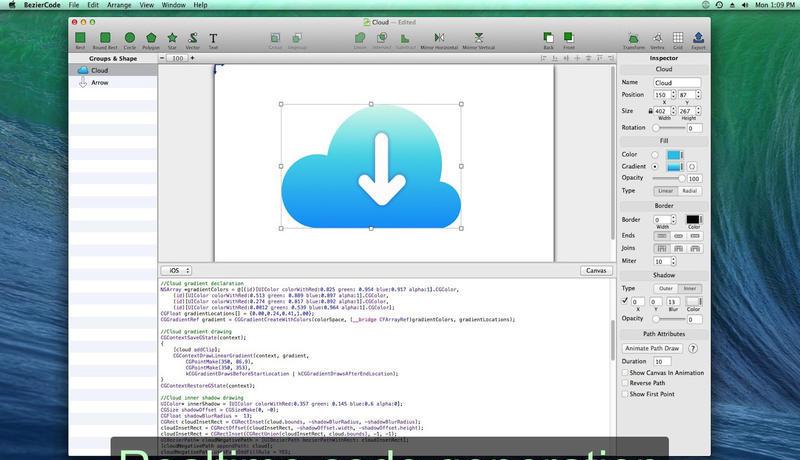 BezierCode File Edit Arrange View Window Help Mon 1:09 PM
Cloud — Edited
Rect Round Rect Circle Polygon Star Vector Text Group Ungroup Union Intersect Subtract Mirror Horizontal Mirror Vertical Back Front Transform Vertex Grid Export
Groups & Shape
100
Inspector
Cloud
Arrow
Cloud
Name Cloud
Position 150 87
X Y
Size 402 267
Width Height
Rotation 0
Fill
Color
Gradient
Opacity 100
Type Linear Radial
Border
Border 0
Width Color
Ends
Joins
Miter 10
Shadow
Type Outer Inner
0 0 13
X Y Blur Color
Opacity 0
Path Attributes
Animate Path Draw ?
Duration 10
Show Canvas In Animation
Reverse Path
Show First Point
iOS Canvas
//Cloud gradient declaration
NSArray *gradientColors = @[(id)[UIColor colorWithRed:0.825 green: 0.954 blue:0.917 alpha:1].CGColor,
(id)[UIColor colorWithRed:0.513 green: 0.889 blue:0.897 alpha:1].CGColor,
(id)[UIColor colorWithRed:0.274 green: 0.817 blue:0.892 alpha:1].CGColor,
green: 0.539 blue:0.964 alpha:1].CGColor];
CGFloat gradientLocations[] = {0.00,0.24,0.41,1.00};
CGGradientRef gradient = CGGradientCreateWithColors(colorSpace, (__bridge CFArrayRef)gradientColors, gradientLocations);
//Cloud gradient drawing
CGContextSaveGState(context);
{
[cloud addClip];
CGContextDrawLinearGradient(context, gradient,
CGPointMake(350, 86.9),
CGPointMake(350, 353),
kCGGradientDrawsBeforeStartLocation | kCGGradientDrawsAfterEndLocation);
}
CGContextRestoreGState(context);
//Cloud inner shadow drawing
UIColor* innerShadow = [UIColor colorWithRed:0.357 green: 0.145 blue:0.6 alpha:0];
CGSize shadowOffset = CGSizeMake(0, -0);
CGFloat shadowBlurRadius = 13;
CGRect cloudInsetRect = CGRectInset(cloud.bounds, -shadowBlurRadius, -shadowBlurRadius);
cloudInsetRect = CGRectOffset(cloudInsetRect, -shadowOffset.width, -shadowOffset.height);
cloudInsetRect = CGRectInset(CGRectUnion(cloudInsetRect, cloud.bounds), -1, -1);